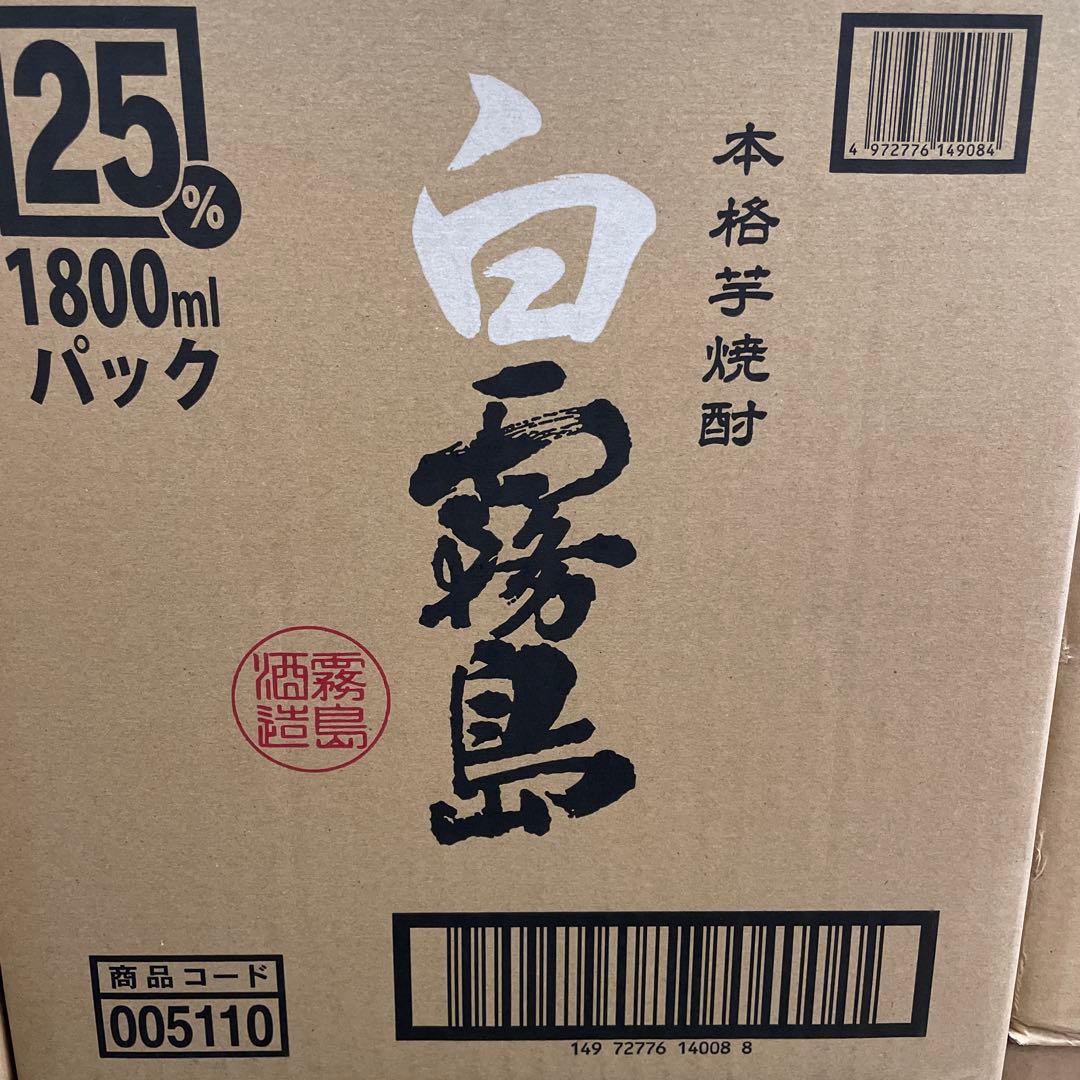 25%
1800ml
パック
白霧島
本格芋焼酎
4 972776 149084
霧島
酒造
商品コード
005110
149 72776 14008 8